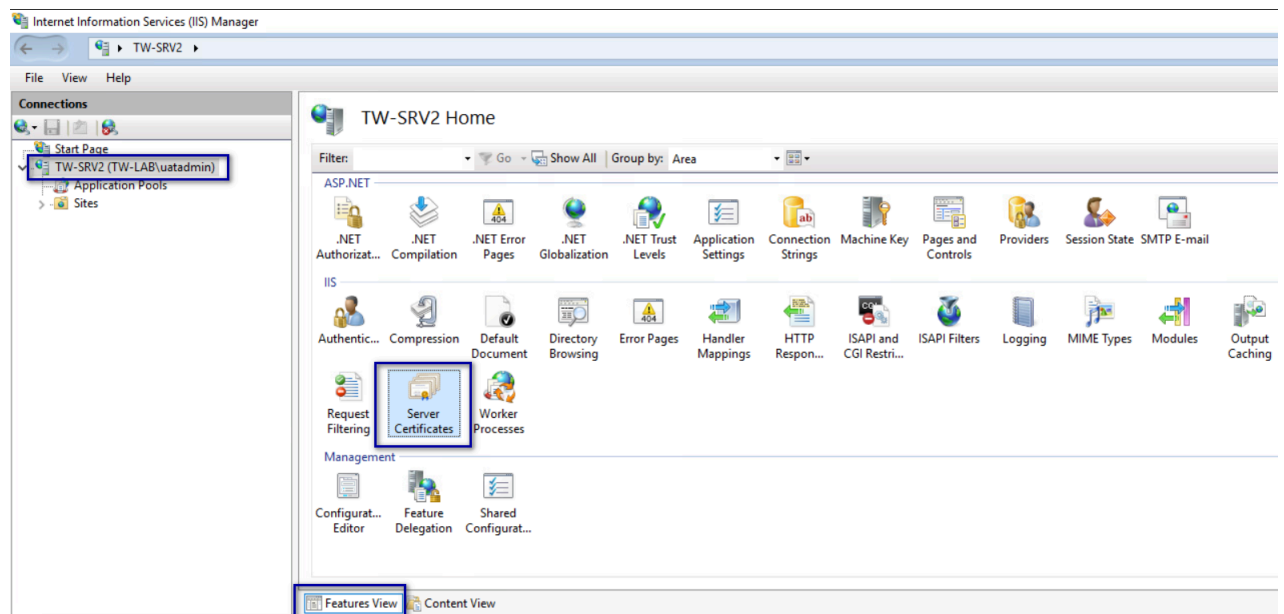 Internet Information Services (IIS) Manager
TW-SRV2
File View Help
Connections
Start Page
TW-SRV2 (TW-LAB\uatadmin)
Application Pools
Sites
TW-SRV2 Home
Filter: Go Show All Group by: Area
ASP.NET
.NET Authorizat...
.NET Compilation
.NET Error Pages
.NET Globalization
.NET Trust Levels
Application Settings
Connection Strings
Machine Key
Pages and Controls
Providers
Session State
SMTP E-mail
IIS
Authentic...
Compression
Default Document
Directory Browsing
Error Pages
Handler Mappings
HTTP Respon...
ISAPI and CGI Restri...
ISAPI Filters
Logging
MIME Types
Modules
Output Caching
Request Filtering
Server Certificates
Worker Processes
Management
Configurat... Editor
Feature Delegation
Shared Configurat...
Features View
Content View